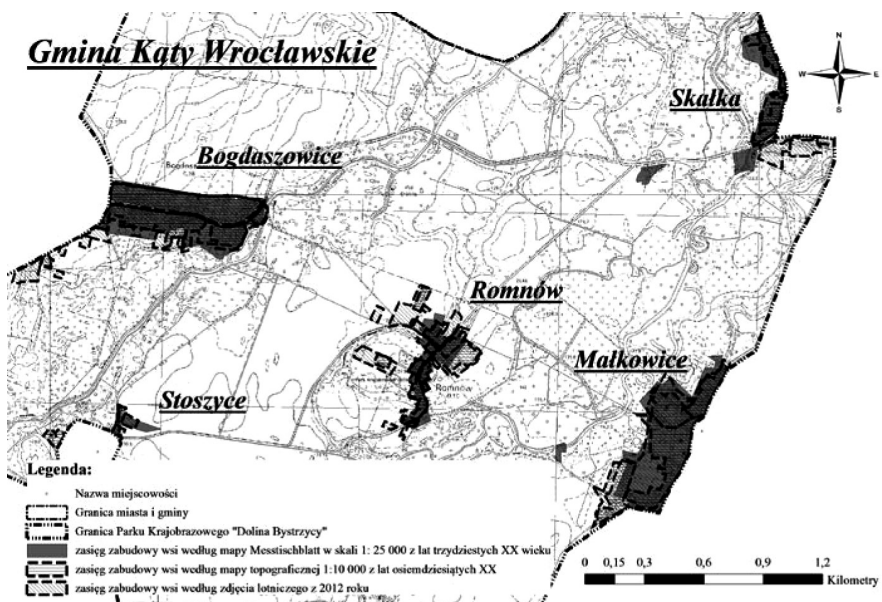 Gmina Kąty Wrocławskie
N
W E
S
Skałka
Bogdaszowice
Romnów
Małkowice
Romnów
Stoszyce
Legenda:
Nazwa miejscowości
Granica miasta i gminy
Granica Parku Krajobrazowego "Dolina Bystrzycy"
zasięg zabudowy wsi według mapy Messtischblatt w skali 1: 25 000 z lat trzydziestych XX wieku
zasięg zabudowy wsi według mapy topograficznej 1:10 000 z lat osiemdziesiątych XX
zasięg zabudowy wsi według zdjęcia lotniczego z 2012 roku
0 0,15 0,3 0,6 0,9 1,2
Kilometry